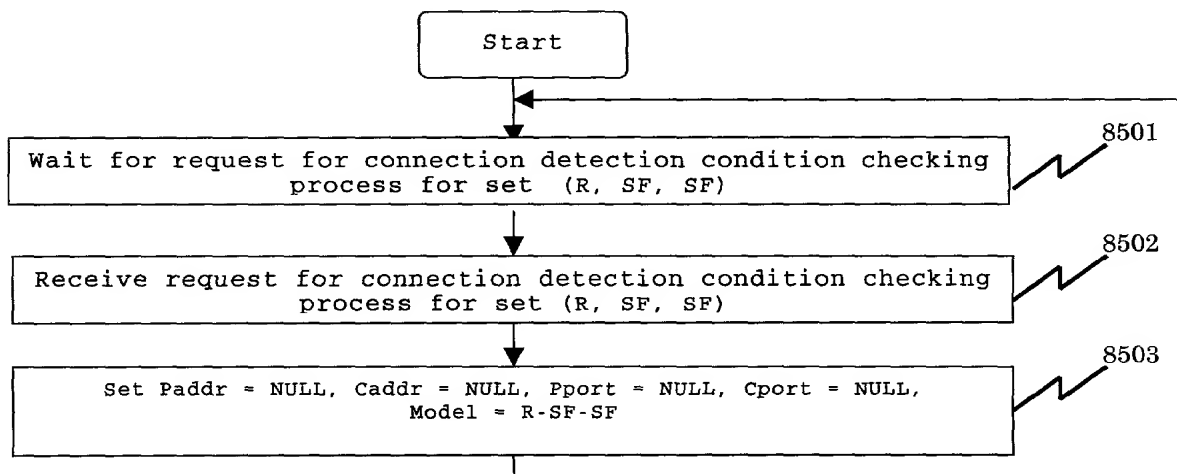 Start
8501
Wait for request for connection detection condition checking
process for set (R, SF, SF)
8502
Receive request for connection detection condition checking
process for set (R, SF, SF)
8503
Set Paddr = NULL, Caddr = NULL, Pport = NULL, Cport = NULL,
Model = R-SF-SF